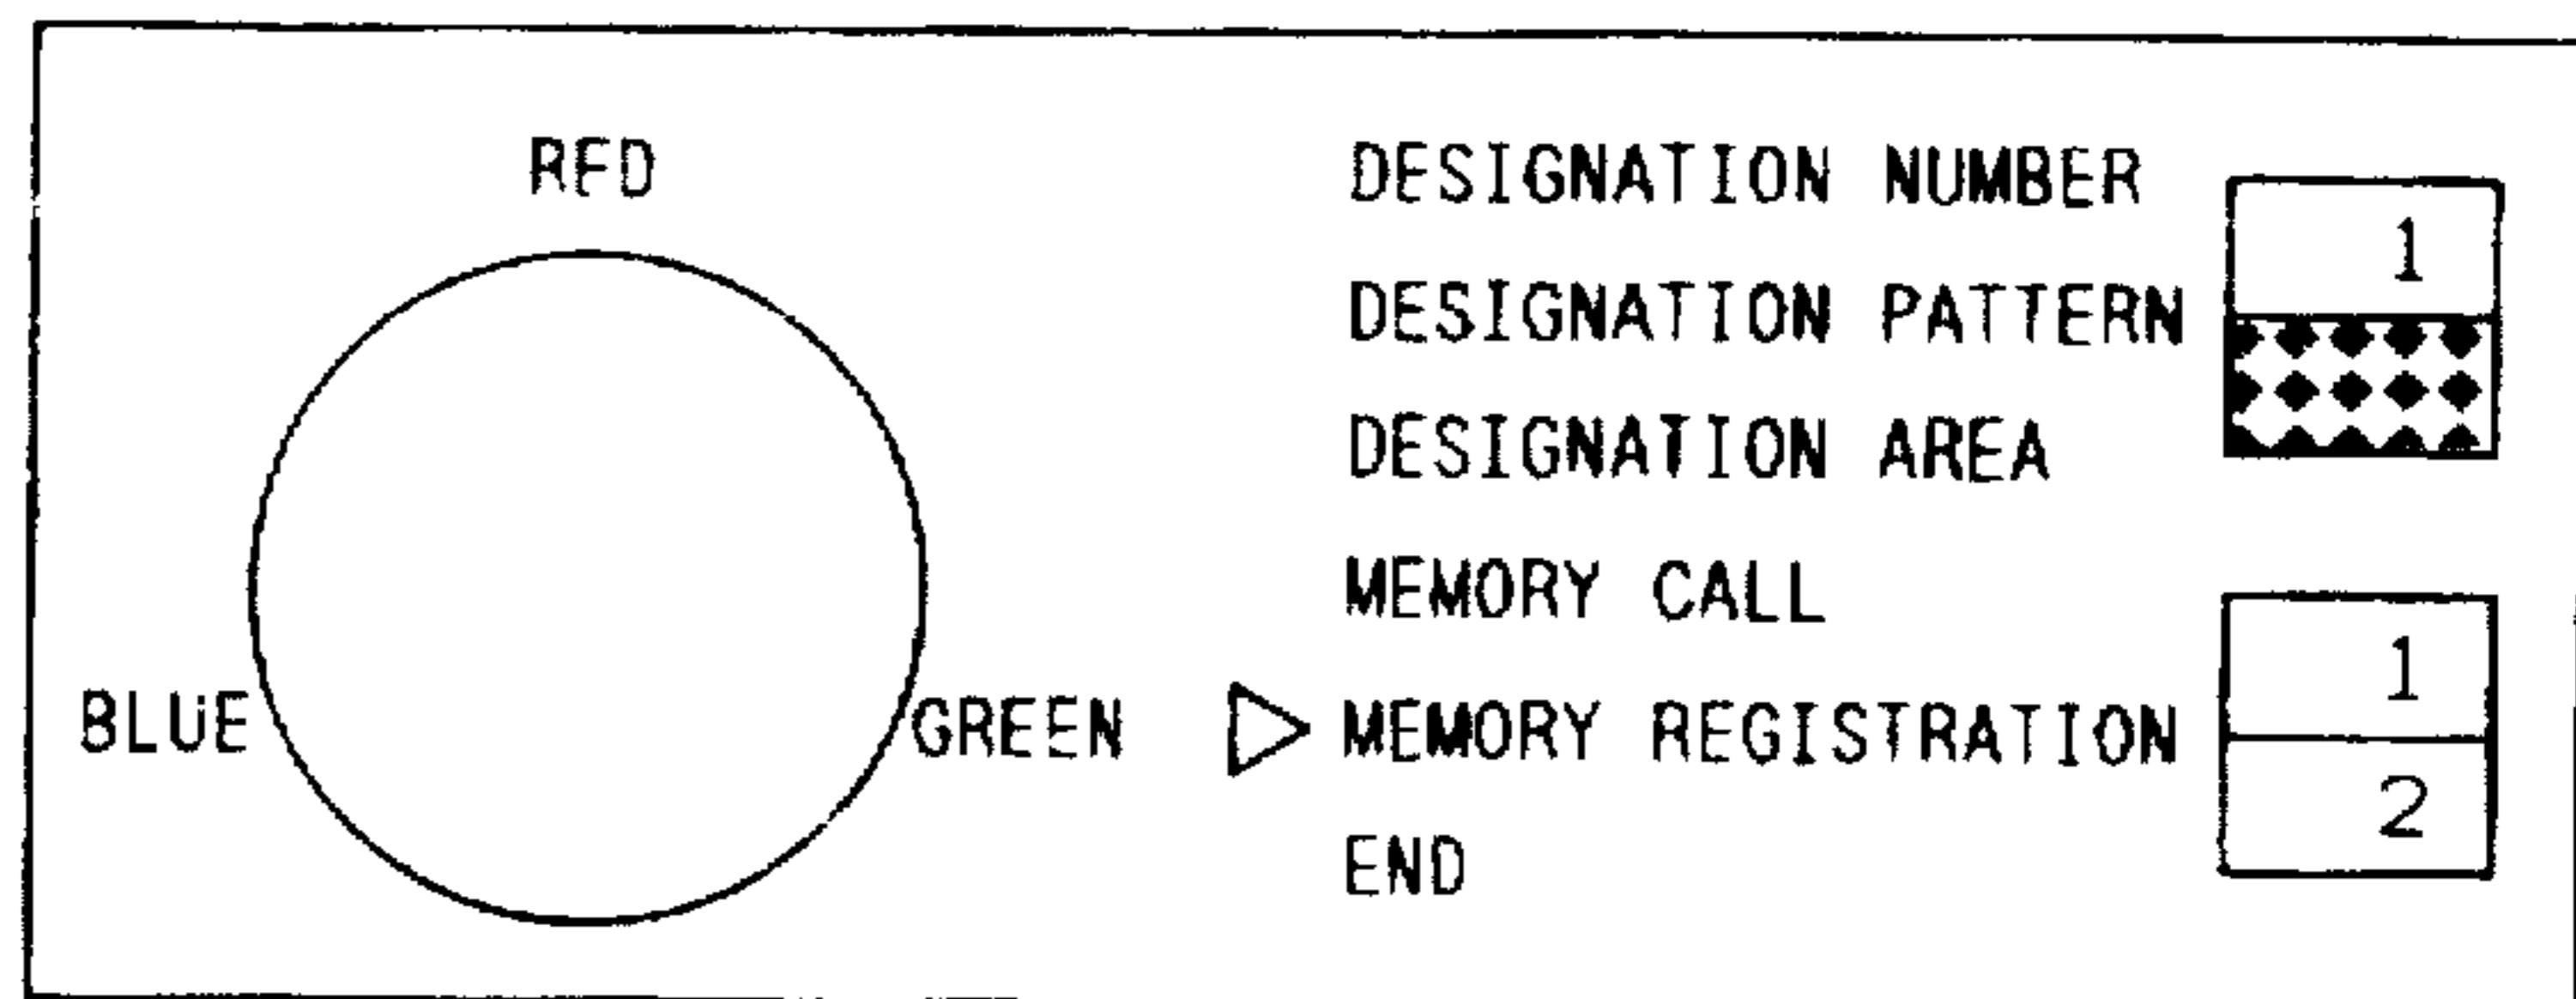 RED
BLUE
GREEN
DESIGNATION NUMBER 1
DESIGNATION PATTERN
DESIGNATION AREA
MEMORY CALL 1
MEMORY REGISTRATION 2
END